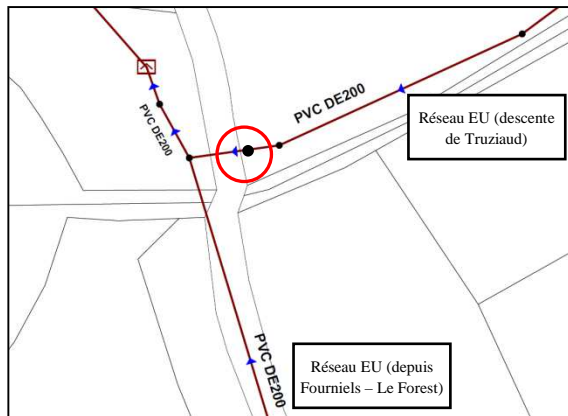 PVC DE200
PVC DE200
Réseau EU (descente
de Truziaud)
PVC DE200
Réseau EU (depuis
Fourniels – Le Forest)